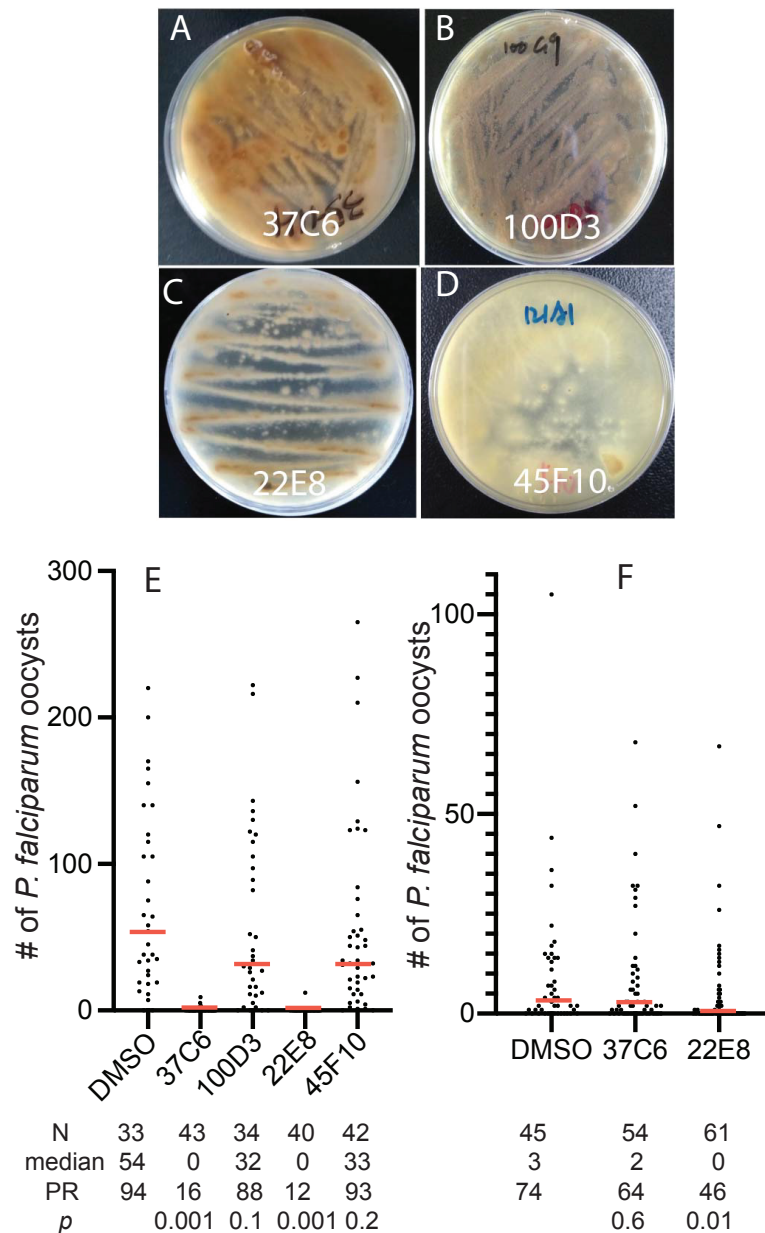 A
B
100 G9
37C6
100D3
C
D
121A1
22E8
45F10
E
F
300
200
100
0
# of P. falciparum oocysts
100
50
0
# of P. falciparum oocysts
DMSO 37C6 100D3 22E8 45F10
DMSO 37C6 22E8
N 33 43 34 40 42 45 54 61
median 54 0 32 0 33 3 2 0
PR 94 16 88 12 93 74 64 46
p 0.001 0.1 0.001 0.2 0.6 0.01